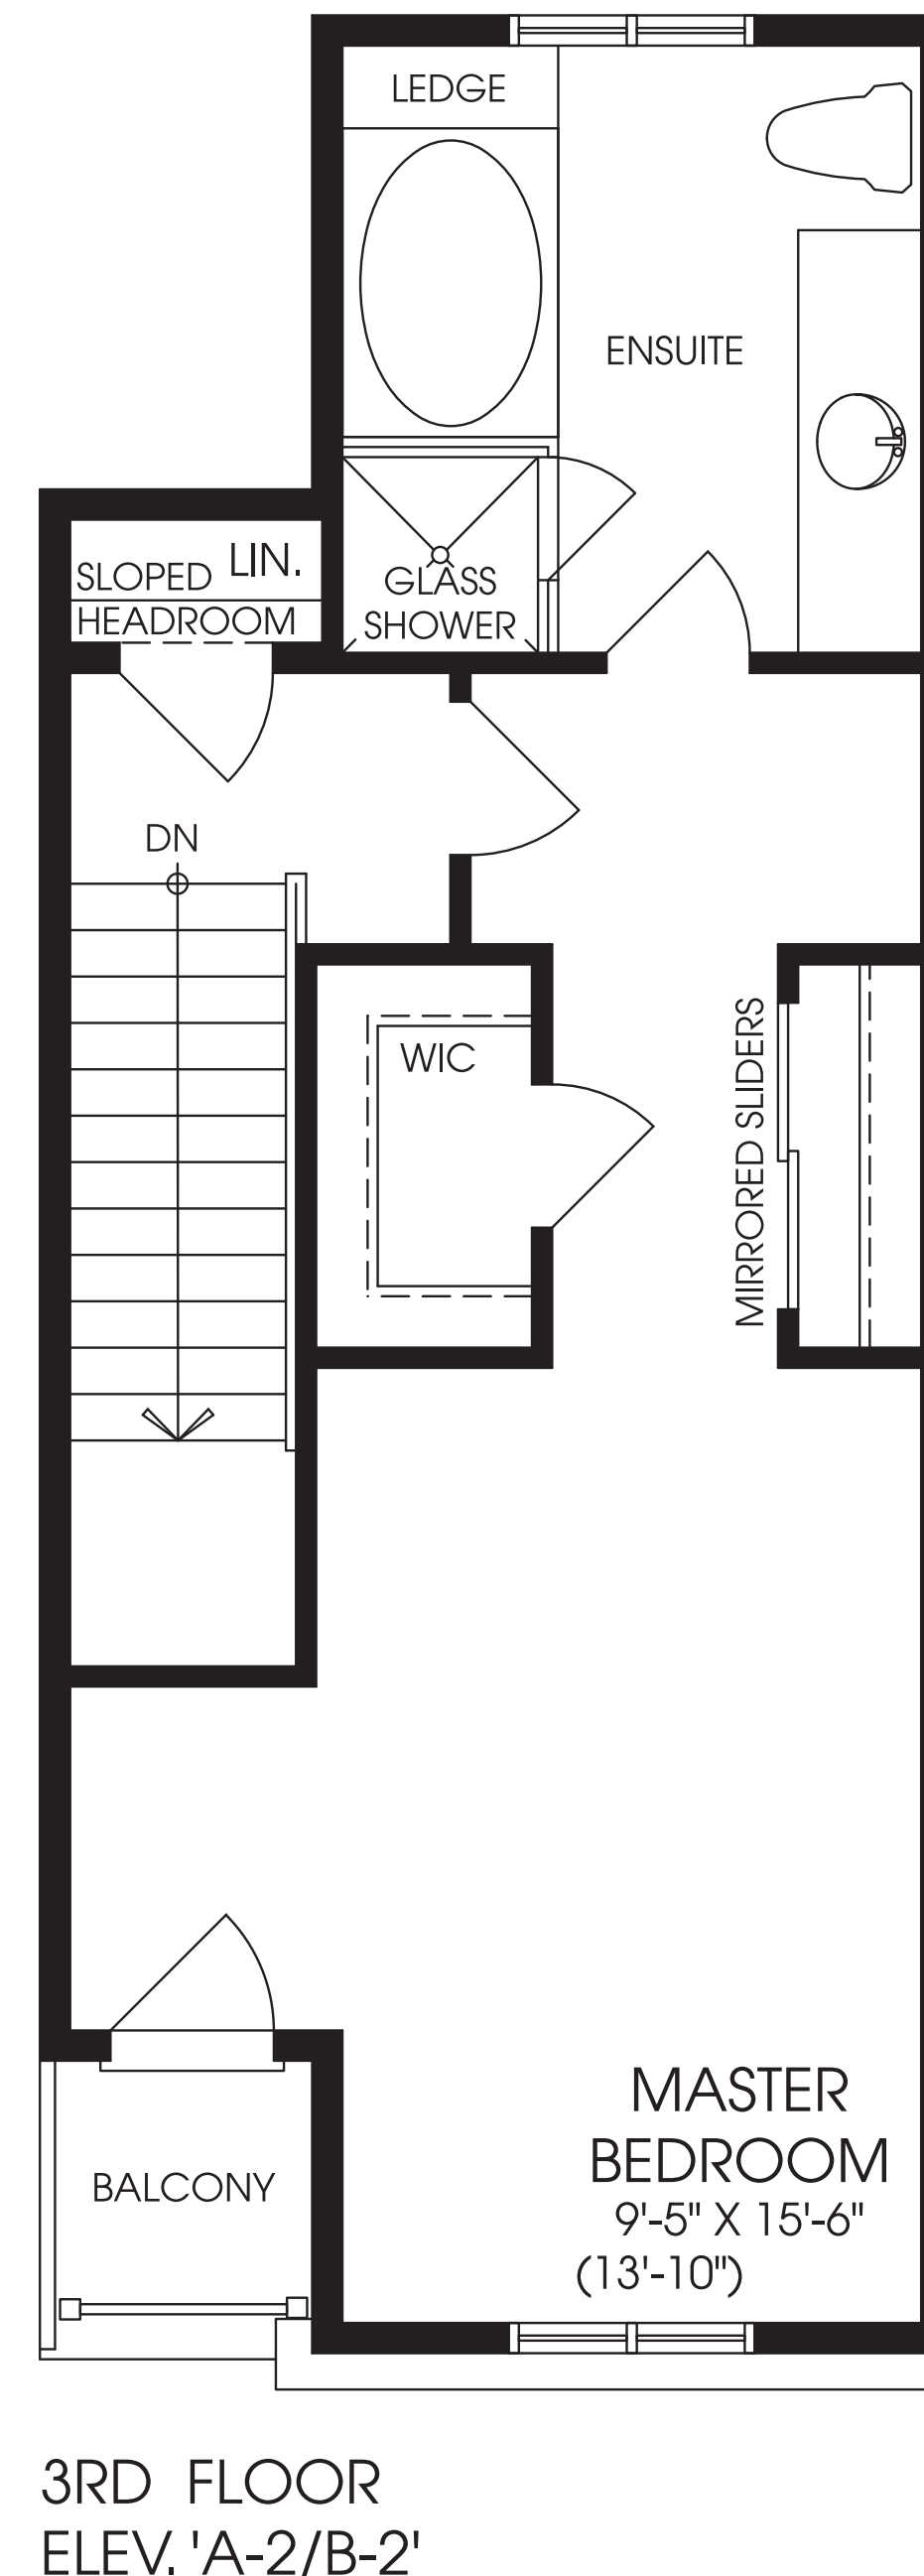 LEDGE
ENSUITE
LIN.
SLOPED
HEADROOM
GLASS
SHOWER
DN
WIC
MIRRORED SLIDERS
MASTER
BEDROOM
9'-5" X 15'-6"
(13'-10")
BALCONY
3RD FLOOR
ELEV. 'A-2/B-2'